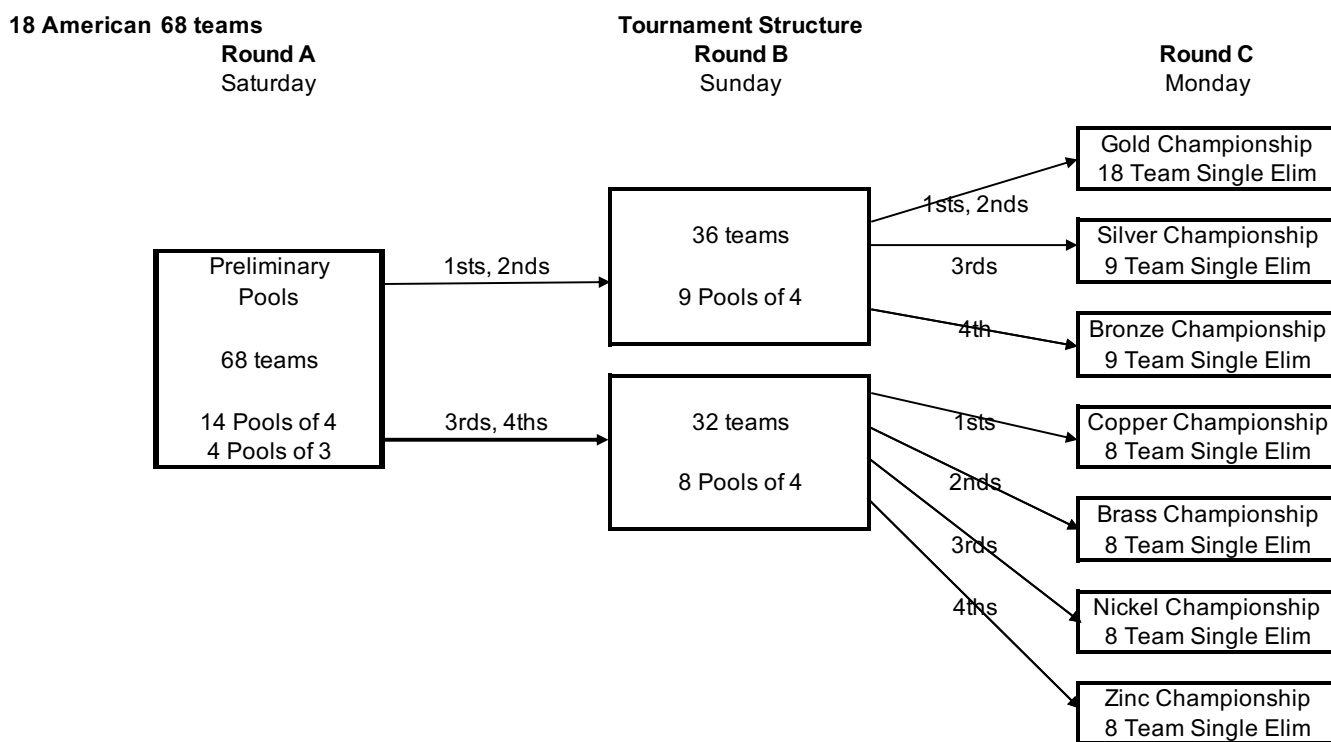 18 American 68 teams
Tournament Structure
Round A
Saturday
Round B
Sunday
Round C
Monday
Preliminary
Pools
68 teams
14 Pools of 4
4 Pools of 3
1sts, 2nds
3rds, 4ths
36 teams
9 Pools of 4
32 teams
8 Pools of 4
1sts, 2nds
3rds
4th
1sts
2nds
3rds
4ths
Gold Championship
18 Team Single Elim
Silver Championship
9 Team Single Elim
Bronze Championship
9 Team Single Elim
Copper Championship
8 Team Single Elim
Brass Championship
8 Team Single Elim
Nickel Championship
8 Team Single Elim
Zinc Championship
8 Team Single Elim